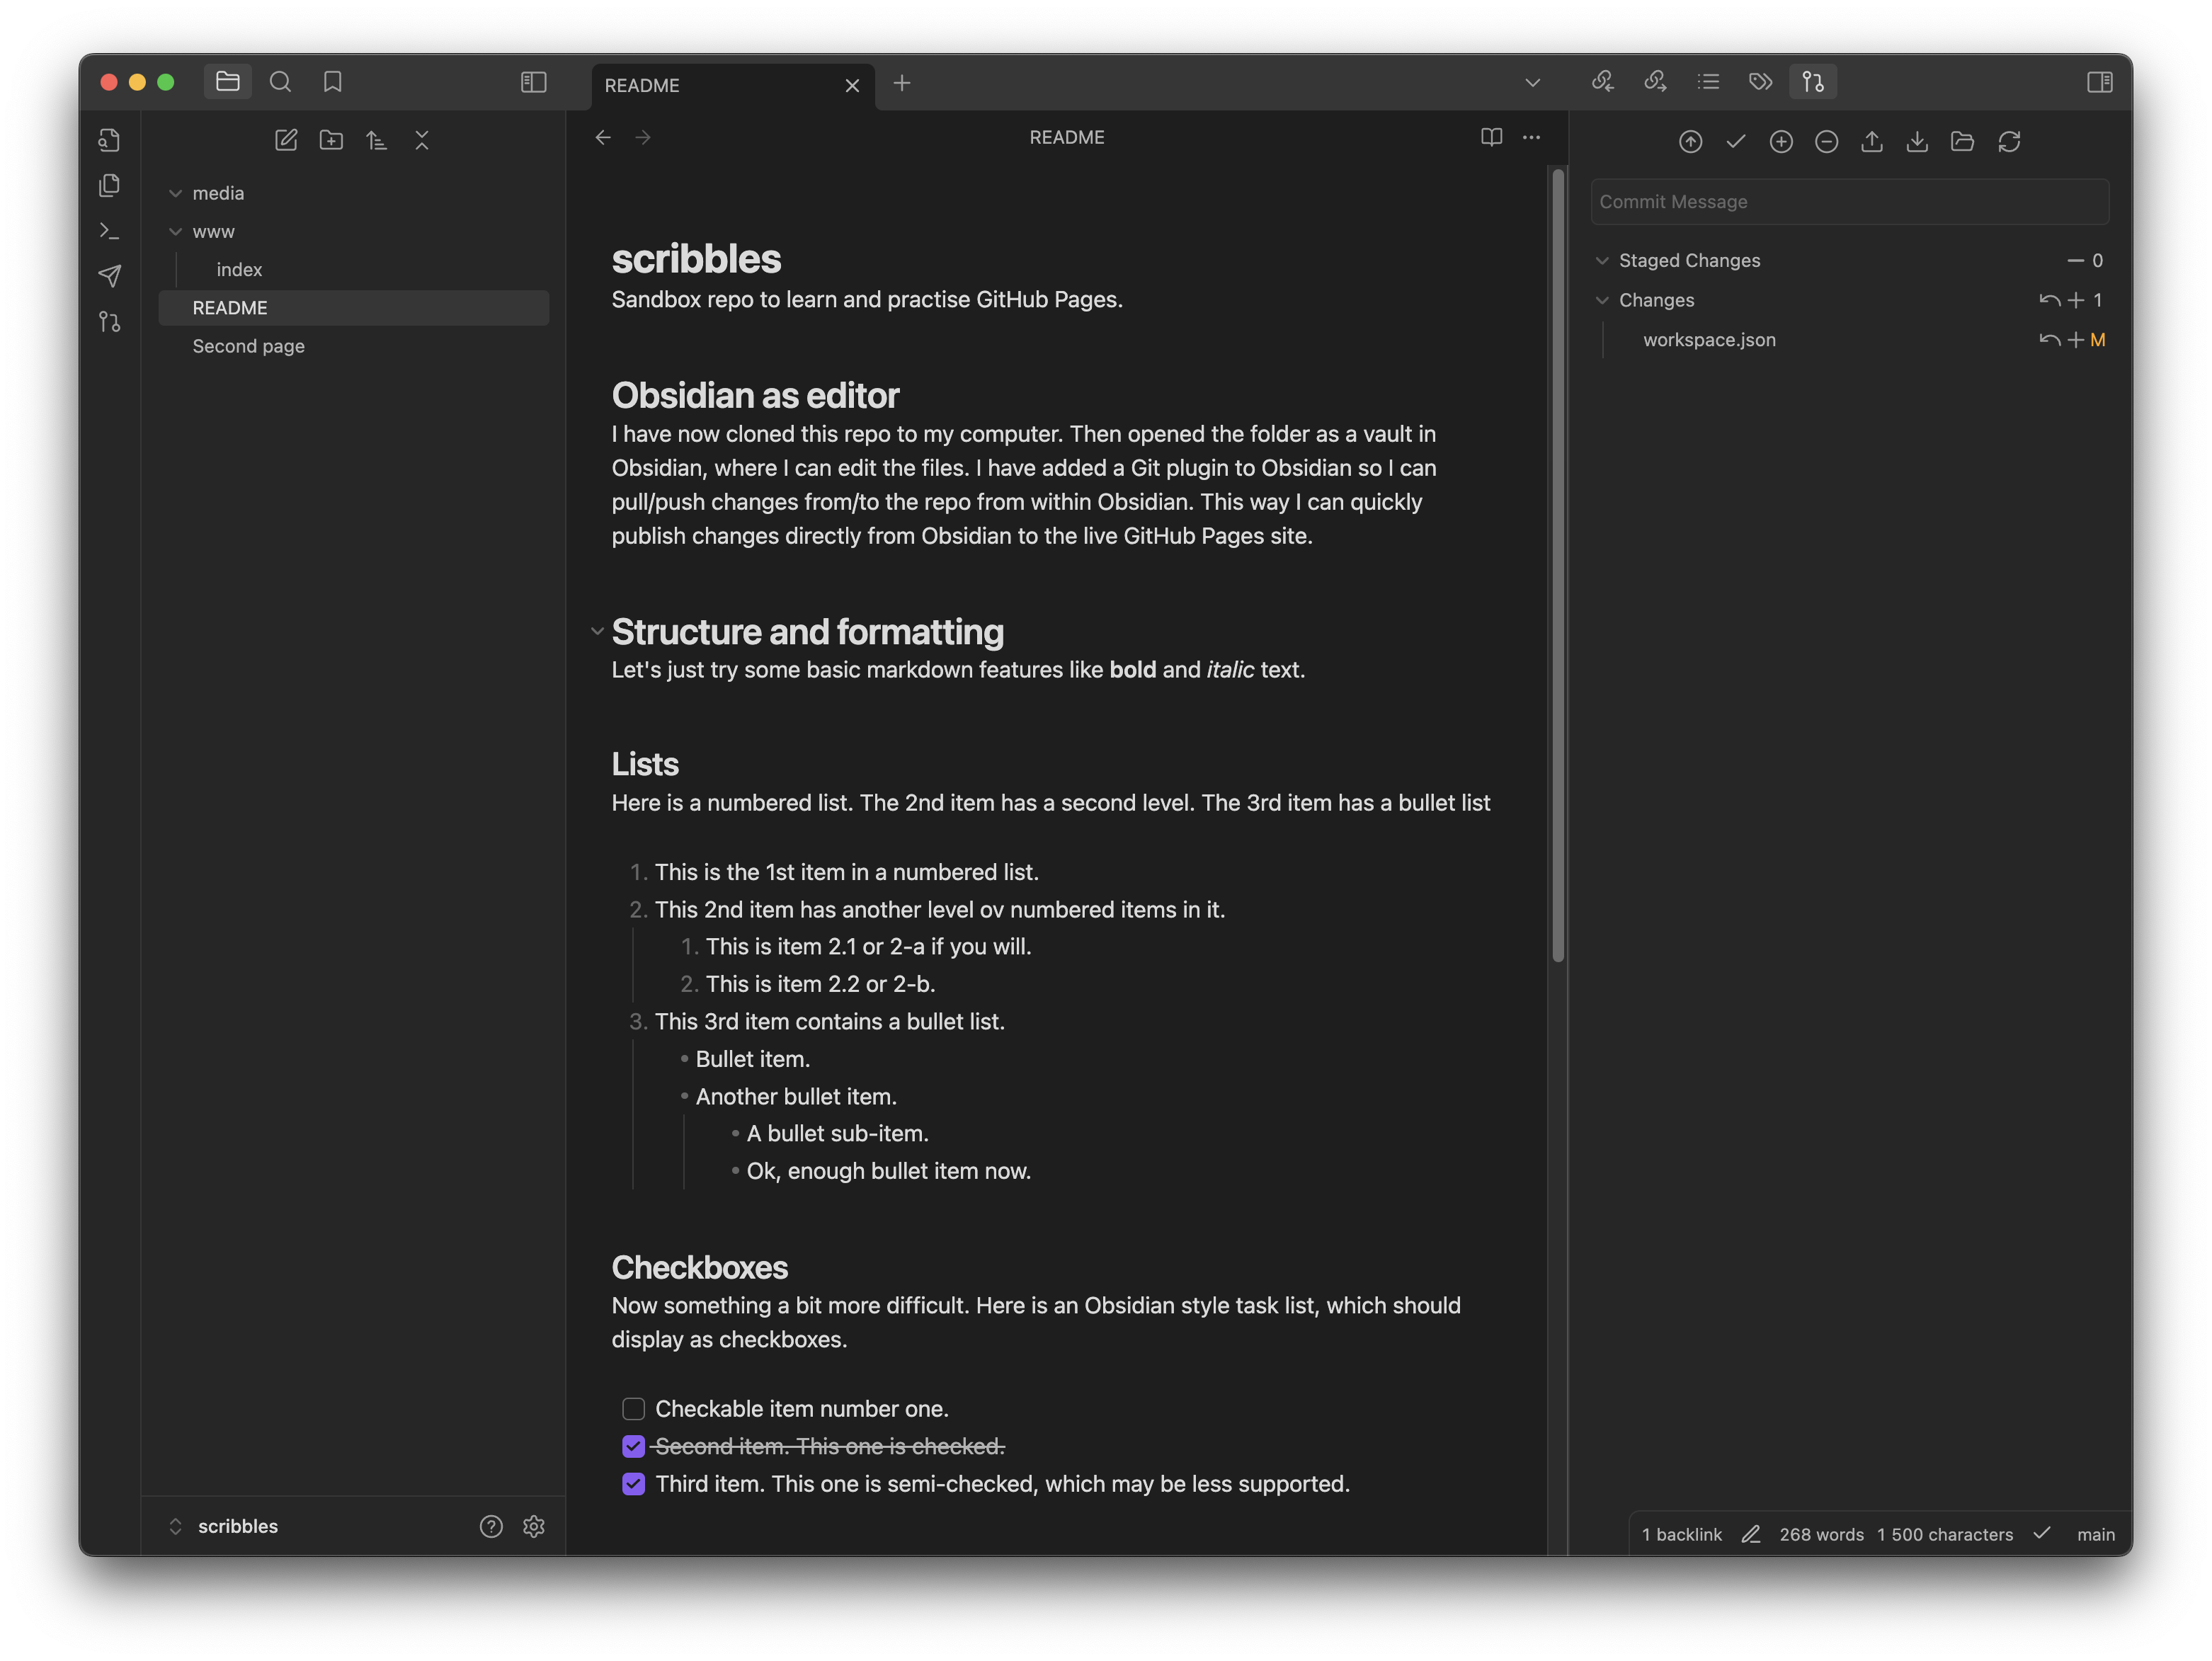 README
README
media
www
index
README
Second page
scribbles
scribbles
Sandbox repo to learn and practise GitHub Pages.
Obsidian as editor
I have now cloned this repo to my computer. Then opened the folder as a vault in
Obsidian, where I can edit the files. I have added a Git plugin to Obsidian so I can
pull/push changes from/to the repo from within Obsidian. This way I can quickly
publish changes directly from Obsidian to the live GitHub Pages site.
Structure and formatting
Let's just try some basic markdown features like bold and italic text.
Lists
Here is a numbered list. The 2nd item has a second level. The 3rd item has a bullet list
1. This is the 1st item in a numbered list.
2. This 2nd item has another level ov numbered items in it.
1. This is item 2.1 or 2-a if you will.
2. This is item 2.2 or 2-b.
3. This 3rd item contains a bullet list.
• Bullet item.
• Another bullet item.
• A bullet sub-item.
• Ok, enough bullet item now.
Checkboxes
Now something a bit more difficult. Here is an Obsidian style task list, which should
display as checkboxes.
Checkable item number one.
Second item. This one is checked.
Third item. This one is semi-checked, which may be less supported.
Commit Message
Staged Changes 0
Changes 1
workspace.json M
1 backlink 268 words 1 500 characters main